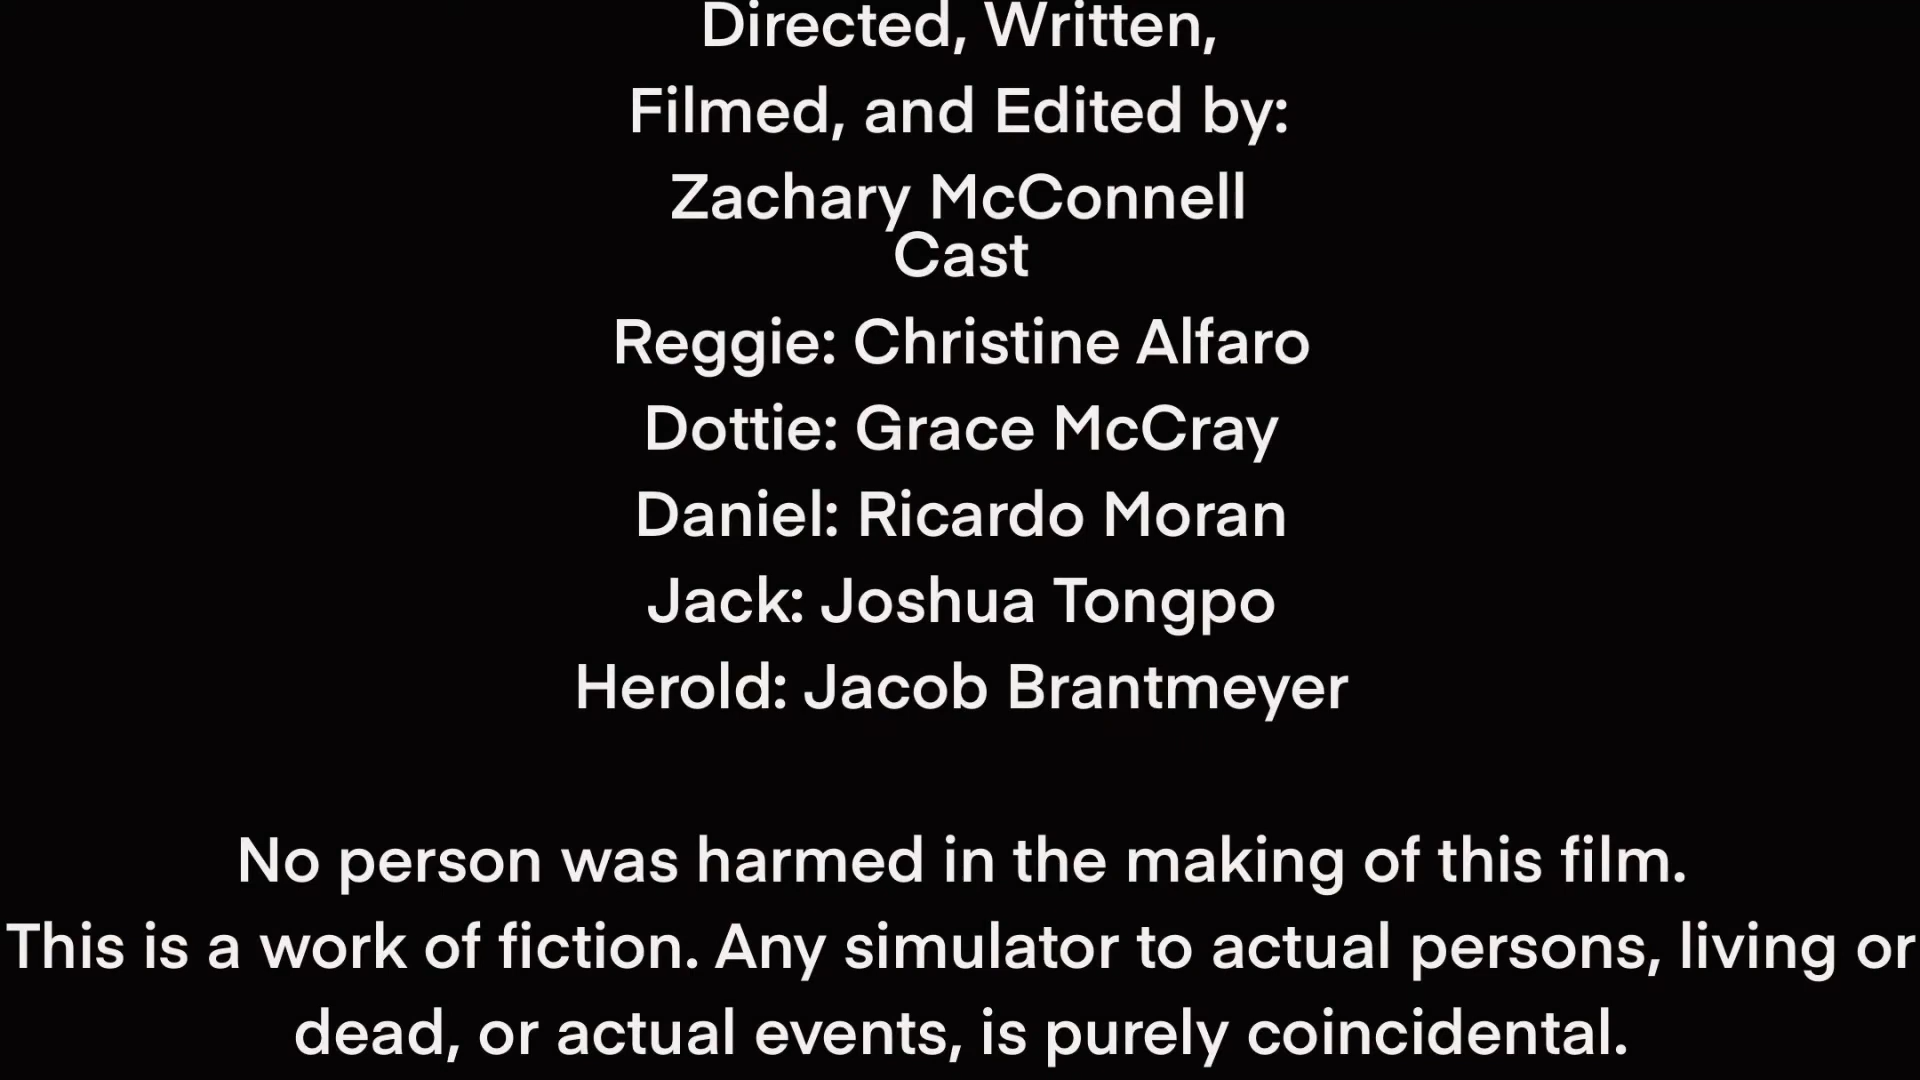 Directed, Written,
Filmed, and Edited by:
Zachary McConnell
Cast
Reggie: Christine Alfaro
Dottie: Grace McCray
Daniel: Ricardo Moran
Jack: Joshua Tongpo
Herold: Jacob Brantmeyer
No person was harmed in the making of this film.
This is a work of fiction. Any simulator to actual persons, living or
dead, or actual events, is purely coincidental.